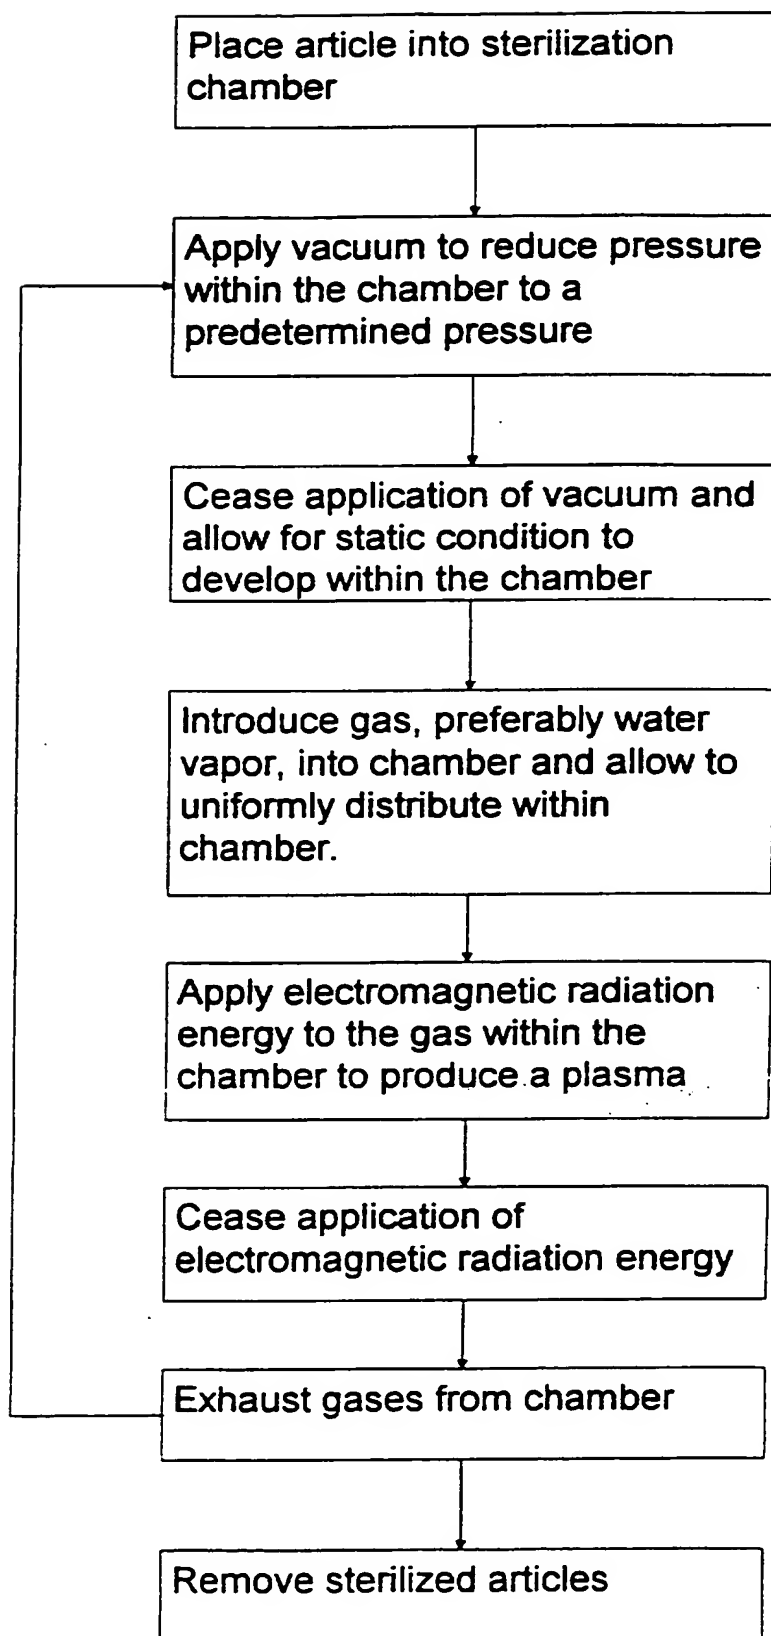 Place article into sterilization
chamber
Apply vacuum to reduce pressure
within the chamber to a
predetermined pressure
Cease application of vacuum and
allow for static condition to
develop within the chamber
Introduce gas, preferably water
vapor, into chamber and allow to
uniformly distribute within
chamber.
Apply electromagnetic radiation
energy to the gas within the
chamber to produce a plasma
Cease application of
electromagnetic radiation energy
Exhaust gases from chamber
Remove sterilized articles